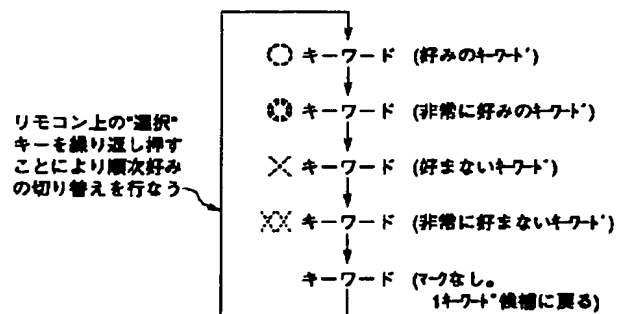 キーワード (好みのキーワード)
キーワード (非常に好みのキーワード)
リモコン上の"選択"
キーを繰り返し押す
ことにより順次好み
の切り替えを行なう
キーワード (好まないキーワード)
キーワード (非常に好まないキーワード)
キーワード (マークなし。
1キーワード候補に戻る)